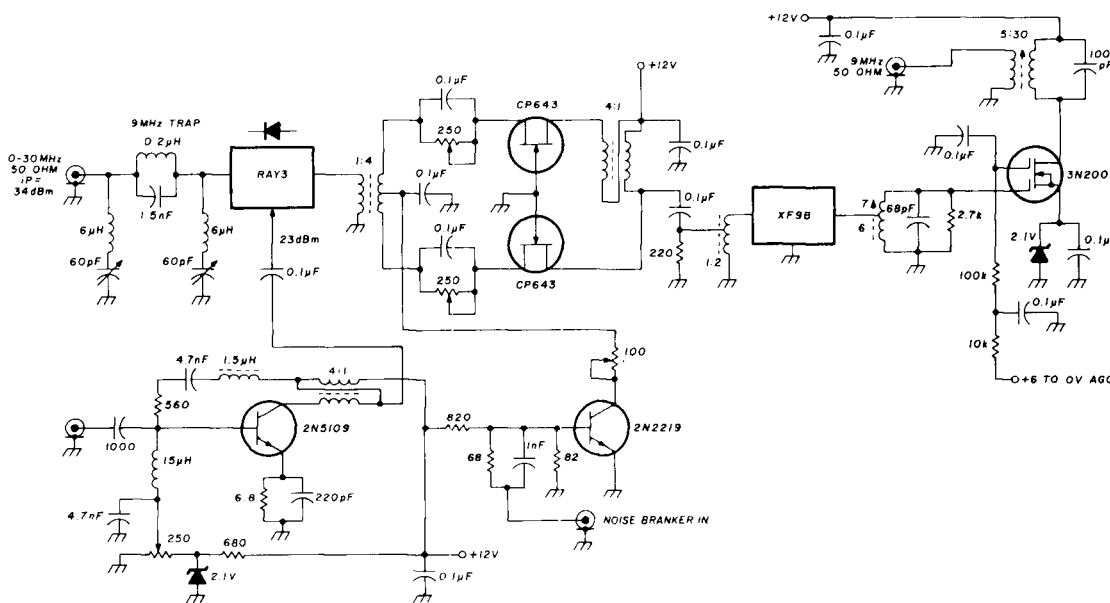 +12V
0.1µF
9MHz
50 OHM
5:30
100
pF
+12V
0.1µF
CP643
250
4:1
9MHz TRAP
0.2µH
0-30MHz
50 OHM
iP =
34dBm
1.5nF
RAY3
1:4
0.1µF
0.1µF
0.1µF
3N200
6µH
6µH
60pF
60pF
23dBm
0.1µF
0.1µF
250
CP643
0.1µF
220
1:2
XF9B
7
6
68pF
2.7k
2.1V
0.1µ
100k
0.1µF
10k
+6 TO 0V AGC
4.7nF
1.5µH
4:1
100
560
1000
2N5109
820
2N2219
15µH
68
1nF
82
6.8
220pF
4.7nF
NOISE BRANKER IN
250
680
+12V
2.1V
0.1µF